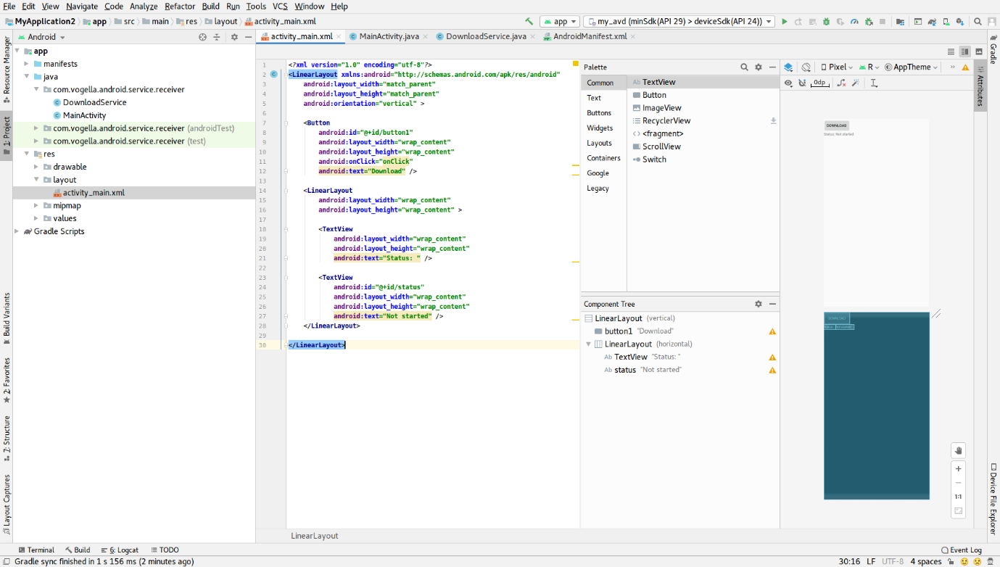 File Edit View Navigate Code Analyze Refactor Build Run Tools VCS Window Help
MyApplication2 app src main res layout activity_main.xml
app my_avd (minSdk(API 29) > deviceSdk(API 24))
Android
activity_main.xml MainActivity.java DownloadService.java AndroidManifest.xml
Resource Manager
1: Project
Build Variants
2: Favorites
7: Structure
Layout Captures
app
manifests
java
com.vogella.android.service.receiver
DownloadService
MainActivity
com.vogella.android.service.receiver (androidTest)
com.vogella.android.service.receiver (test)
res
drawable
layout
activity_main.xml
mipmap
values
Gradle Scripts
1 <?xml version="1.0" encoding="utf-8"?>
2 <LinearLayout xmlns:android="http://schemas.android.com/apk/res/android"
3 android:layout_width="match_parent"
4 android:layout_height="match_parent"
5 android:orientation="vertical" >
6
7 <Button
8 android:id="@+id/button1"
9 android:layout_width="wrap_content"
10 android:layout_height="wrap_content"
11 android:onClick="onClick"
12 android:text="Download" />
13
14 <LinearLayout
15 android:layout_width="wrap_content"
16 android:layout_height="wrap_content" >
17
18 <TextView
19 android:layout_width="wrap_content"
20 android:layout_height="wrap_content"
21 android:text="Status: " />
22
23 <TextView
24 android:id="@+id/status"
25 android:layout_width="wrap_content"
26 android:layout_height="wrap_content"
27 android:text="Not started" />
28 </LinearLayout>
29
30 </LinearLayout>
LinearLayout
Palette
Common
Text
Buttons
Widgets
Layouts
Containers
Google
Legacy
Ab TextView
Button
ImageView
RecyclerView
<fragment>
ScrollView
Switch
Component Tree
LinearLayout (vertical)
button1 "Download"
LinearLayout (horizontal)
Ab TextView "Status: "
Ab status "Not started"
Pixel R AppTheme
0dp
DOWNLOAD
Status: Not started
DOWNLOAD
1:1
Gradle
Attributes
Device File Explorer
Terminal Build 6: Logcat TODO Event Log
Gradle sync finished in 1 s 156 ms (2 minutes ago) 30:16 LF UTF-8 4 spaces